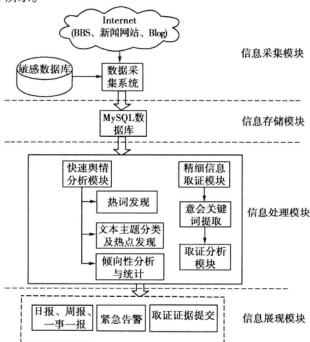 所示。
Internet
(BBS、新闻网站、Blog)
敏感数据库
数据采
集系统
信息采集模块
MySQL数
据库
信息存储模块
快速舆情
分析模块
精细信息
取证模块
热词发现
意会关键
词提取
信息处理模块
文本主题分类
及热点发现
取证分析
模块
倾向性分析
与统计
日报、周报、
一事一报
紧急告警
取证证据提交
信息展现模块